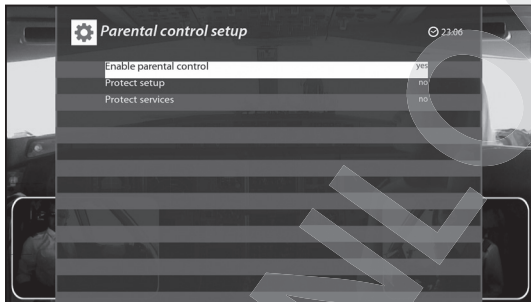 Parental control setup 23:06
Enable parental control yes
Protect setup no
Protect services no